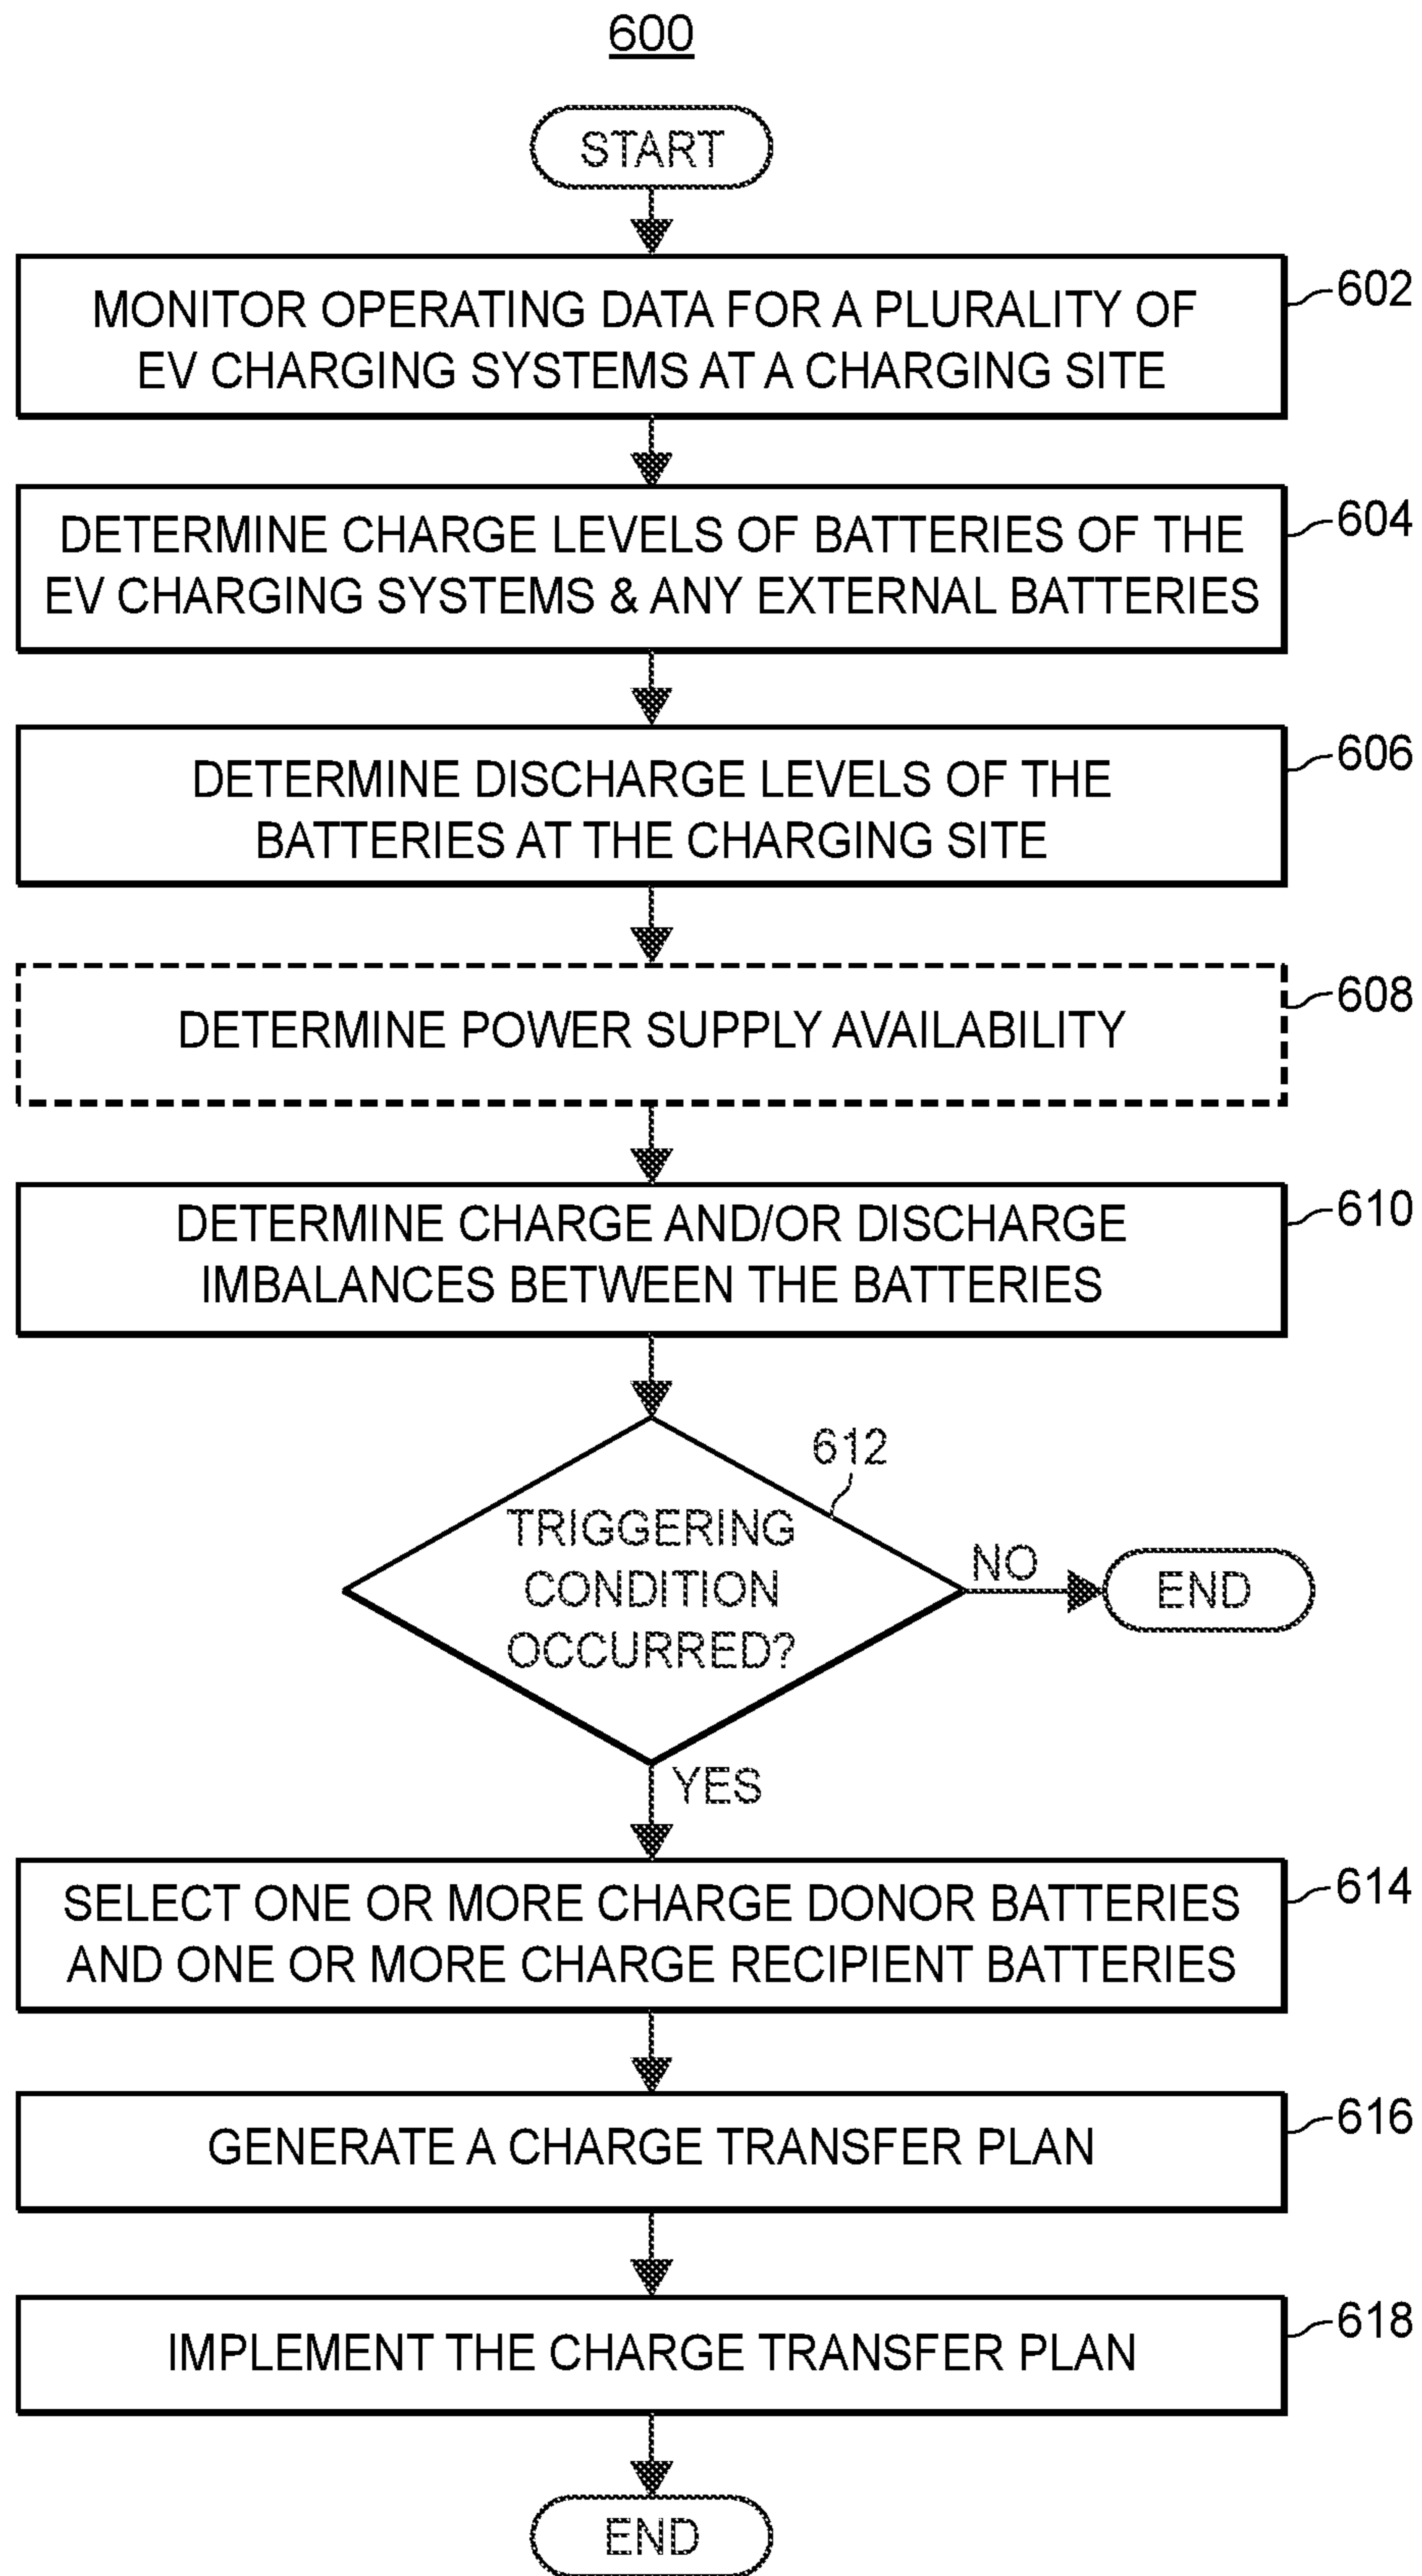 600
START
MONITOR OPERATING DATA FOR A PLURALITY OF
EV CHARGING SYSTEMS AT A CHARGING SITE
602
DETERMINE CHARGE LEVELS OF BATTERIES OF THE
EV CHARGING SYSTEMS & ANY EXTERNAL BATTERIES
604
DETERMINE DISCHARGE LEVELS OF THE
BATTERIES AT THE CHARGING SITE
606
DETERMINE POWER SUPPLY AVAILABILITY
608
DETERMINE CHARGE AND/OR DISCHARGE
IMBALANCES BETWEEN THE BATTERIES
610
612
TRIGGERING
CONDITION
OCCURRED?
NO
END
YES
SELECT ONE OR MORE CHARGE DONOR BATTERIES
AND ONE OR MORE CHARGE RECIPIENT BATTERIES
614
GENERATE A CHARGE TRANSFER PLAN
616
IMPLEMENT THE CHARGE TRANSFER PLAN
618
END